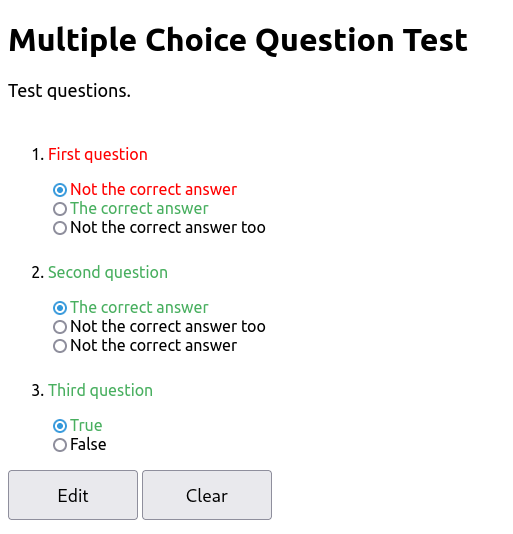 Multiple Choice Question Test
Test questions.
1. First question
Not the correct answer
The correct answer
Not the correct answer too
2. Second question
The correct answer
Not the correct answer too
Not the correct answer
3. Third question
True
False
Edit Clear